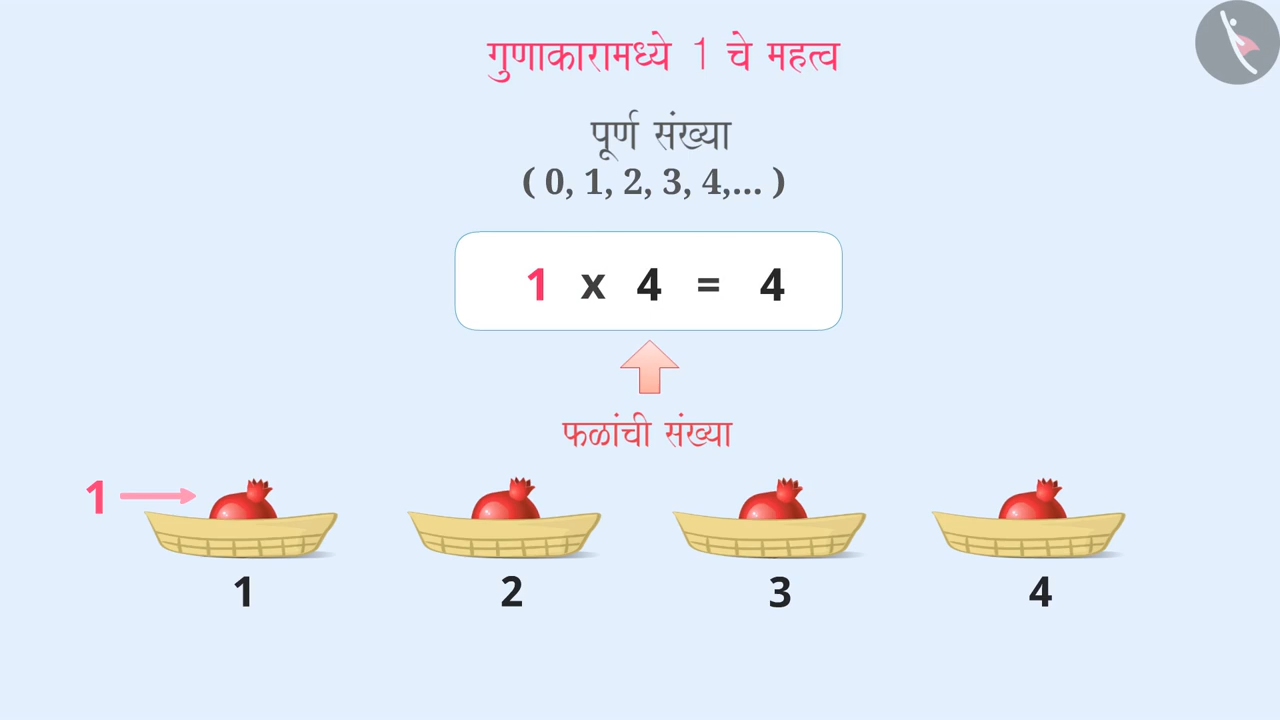 गुणाकारामध्ये 1 चे महत्व
पूर्ण संख्या
( 0, 1, 2, 3, 4,... )
1 x 4 = 4
फळांची संख्या
1
1 2 3 4